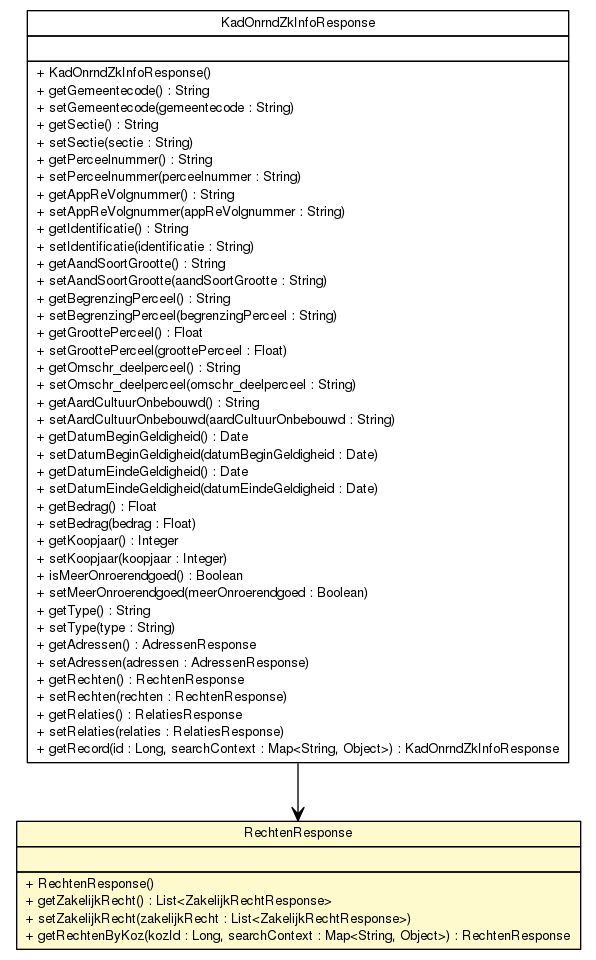 KadOnrndZkInfoResponse
+ KadOnrndZkInfoResponse()
+ getGemeentecode() : String
+ setGemeentecode(gemeentecode : String)
+ getSectie() : String
+ setSectie(sectie : String)
+ getPerceelnummer() : String
+ setPerceelnummer(perceelnummer : String)
+ getAppReVolgnummer() : String
+ setAppReVolgnummer(appReVolgnummer : String)
+ getIdentificatie() : String
+ setIdentificatie(identificatie : String)
+ getAandSoortGrootte() : String
+ setAandSoortGrootte(aandSoortGrootte : String)
+ getBegrenzingPerceel() : String
+ setBegrenzingPerceel(begrenzingPerceel : String)
+ getGroottePerceel() : Float
+ setGroottePerceel(groottePerceel : Float)
+ getOmschr_deelperceel() : String
+ setOmschr_deelperceel(omschr_deelperceel : String)
+ getAardCultuurOnbebouwd() : String
+ setAardCultuurOnbebouwd(aardCultuurOnbebouwd : String)
+ getDatumBeginGeldigheid() : Date
+ setDatumBeginGeldigheid(datumBeginGeldigheid : Date)
+ getDatumEindeGeldigheid() : Date
+ setDatumEindeGeldigheid(datumEindeGeldigheid : Date)
+ getBedrag() : Float
+ setBedrag(bedrag : Float)
+ getKoopjaar() : Integer
+ setKoopjaar(koopjaar : Integer)
+ isMeerOnroerendgoed() : Boolean
+ setMeerOnroerendgoed(meerOnroerendgoed : Boolean)
+ getType() : String
+ setType(type : String)
+ getAdressen() : AdressenResponse
+ setAdressen(adressen : AdressenResponse)
+ getRechten() : RechtenResponse
+ setRechten(rechten : RechtenResponse)
+ getRelaties() : RelatiesResponse
+ setRelaties(relaties : RelatiesResponse)
+ getRecord(id : Long, searchContext : Map<String, Object>) : KadOnrndZkInfoResponse
RechtenResponse
+ RechtenResponse()
+ getZakelijkRecht() : List<ZakelijkRechtResponse>
+ setZakelijkRecht(zakelijkRecht : List<ZakelijkRechtResponse>)
+ getRechtenByKoz(kozId : Long, searchContext : Map<String, Object>) : RechtenResponse